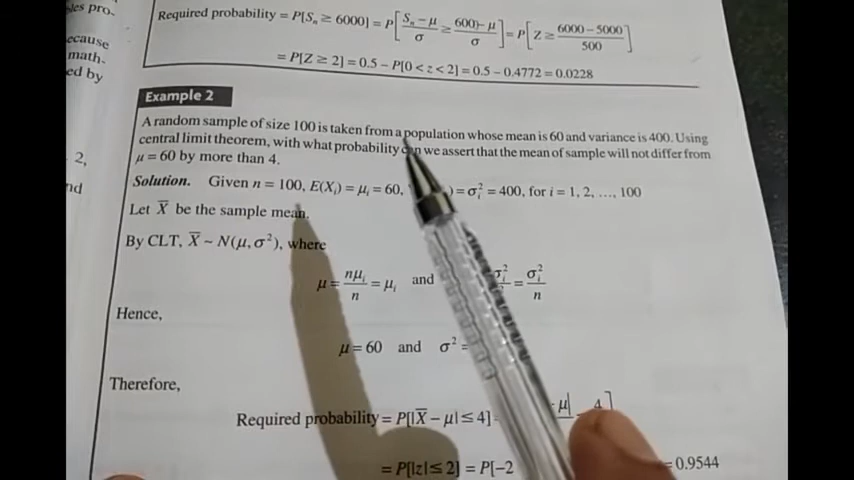 les pro-
ecause
math-
ed by
2,
nd
Required probability = P[Sₙ ≥ 6000] = P[(Sₙ − μ)/σ ≥ (600) − μ)/σ] = P[Z ≥ (6000 − 5000)/500]
= P[Z ≥ 2] = 0.5 − P[0 < z < 2] = 0.5 − 0.4772 = 0.0228
Example 2
A random sample of size 100 is taken from a population whose mean is 60 and variance is 400. Using
central limit theorem, with what probability can we assert that the mean of sample will not differ from
μ = 60 by more than 4.
Solution. Given n = 100, E(Xᵢ) = μᵢ = 60, ) = σᵢ² = 400, for i = 1, 2, ..., 100
Let X̅ be the sample mean.
By CLT, X̅ ~ N(μ, σ²), where
μ = nμᵢ/n = μᵢ and σᵢ² = σᵢ²/n
Hence,
μ = 60 and σ² =
Therefore,
Required probability = P[|X̅ − μ| ≤ 4] = μ| 4]
= P[|z| ≤ 2] = P[−2 = 0.9544